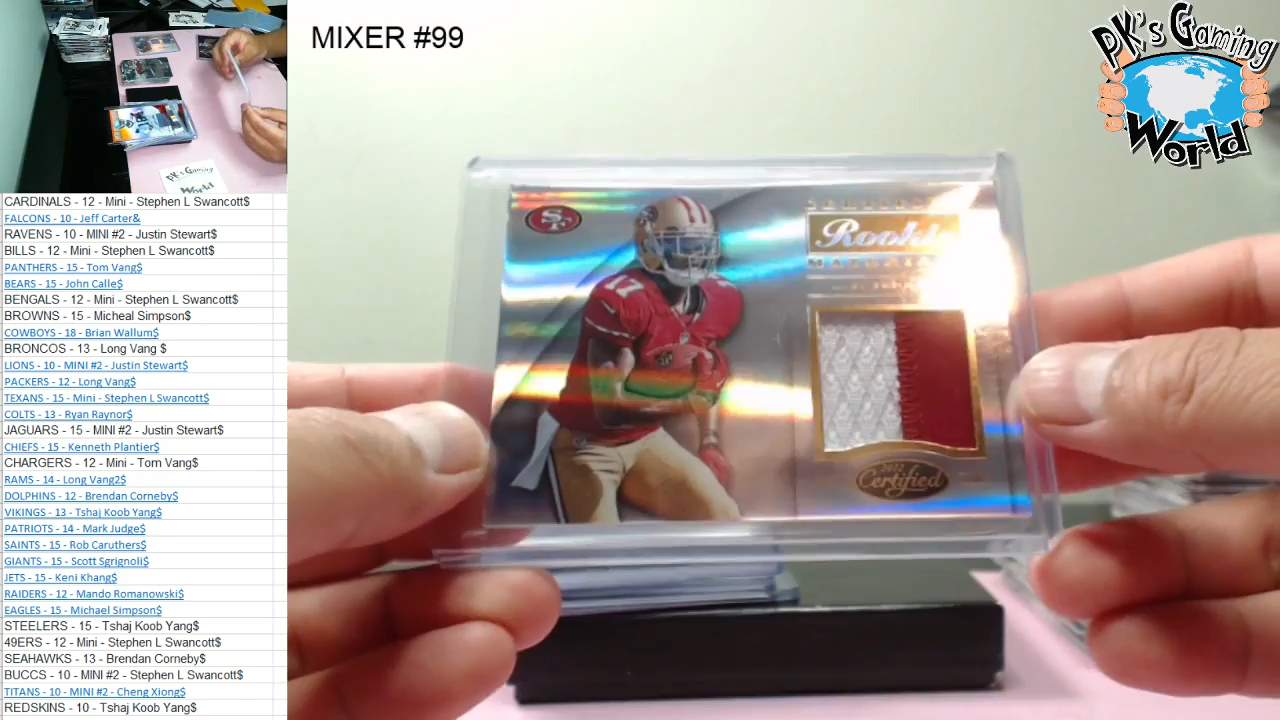 MIXER #99
PK's Gaming
World
PK's Gaming
World
CARDINALS - 12 - Mini - Stephen L Swancott$
FALCONS - 10 - Jeff Carter&
RAVENS - 10 - MINI #2 - Justin Stewart$
BILLS - 12 - Mini - Stephen L Swancott$
PANTHERS - 15 - Tom Vang$
BEARS - 15 - John Calle$
BENGALS - 12 - Mini - Stephen L Swancott$
BROWNS - 15 - Micheal Simpson$
COWBOYS - 18 - Brian Wallum$
BRONCOS - 13 - Long Vang $
LIONS - 10 - MINI #2 - Justin Stewart$
PACKERS - 12 - Long Vang$
TEXANS - 15 - Mini - Stephen L Swancott$
COLTS - 13 - Ryan Raynor$
JAGUARS - 15 - MINI #2 - Justin Stewart$
CHIEFS - 15 - Kenneth Plantier$
CHARGERS - 12 - Mini - Tom Vang$
RAMS - 14 - Long Vang2$
DOLPHINS - 12 - Brendan Corneby$
VIKINGS - 13 - Tshaj Koob Yang$
PATRIOTS - 14 - Mark Judge$
SAINTS - 15 - Rob Caruthers$
GIANTS - 15 - Scott Sgrignoli$
JETS - 15 - Keni Khang$
RAIDERS - 12 - Mando Romanowski$
EAGLES - 15 - Michael Simpson$
STEELERS - 15 - Tshaj Koob Yang$
49ERS - 12 - Mini - Stephen L Swancott$
SEAHAWKS - 13 - Brendan Corneby$
BUCCS - 10 - MINI #2 - Stephen L Swancott$
TITANS - 10 - MINI #2 - Cheng Xiong$
REDSKINS - 10 - Tshaj Koob Yang$
SF
17
2022
Certified